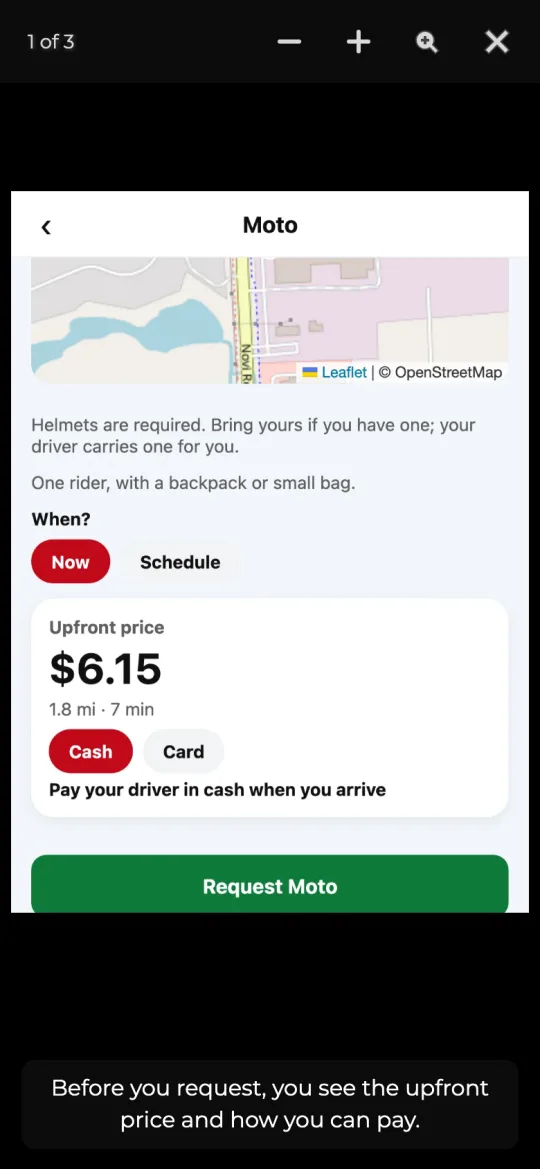 1 of 3
Moto
Novi R
Leaflet | © OpenStreetMap
Helmets are required. Bring yours if you have one; your
driver carries one for you.
One rider, with a backpack or small bag.
When?
Now
Schedule
Upfront price
$6.15
1.8 mi · 7 min
Cash
Card
Pay your driver in cash when you arrive
Request Moto
Before you request, you see the upfront
price and how you can pay.